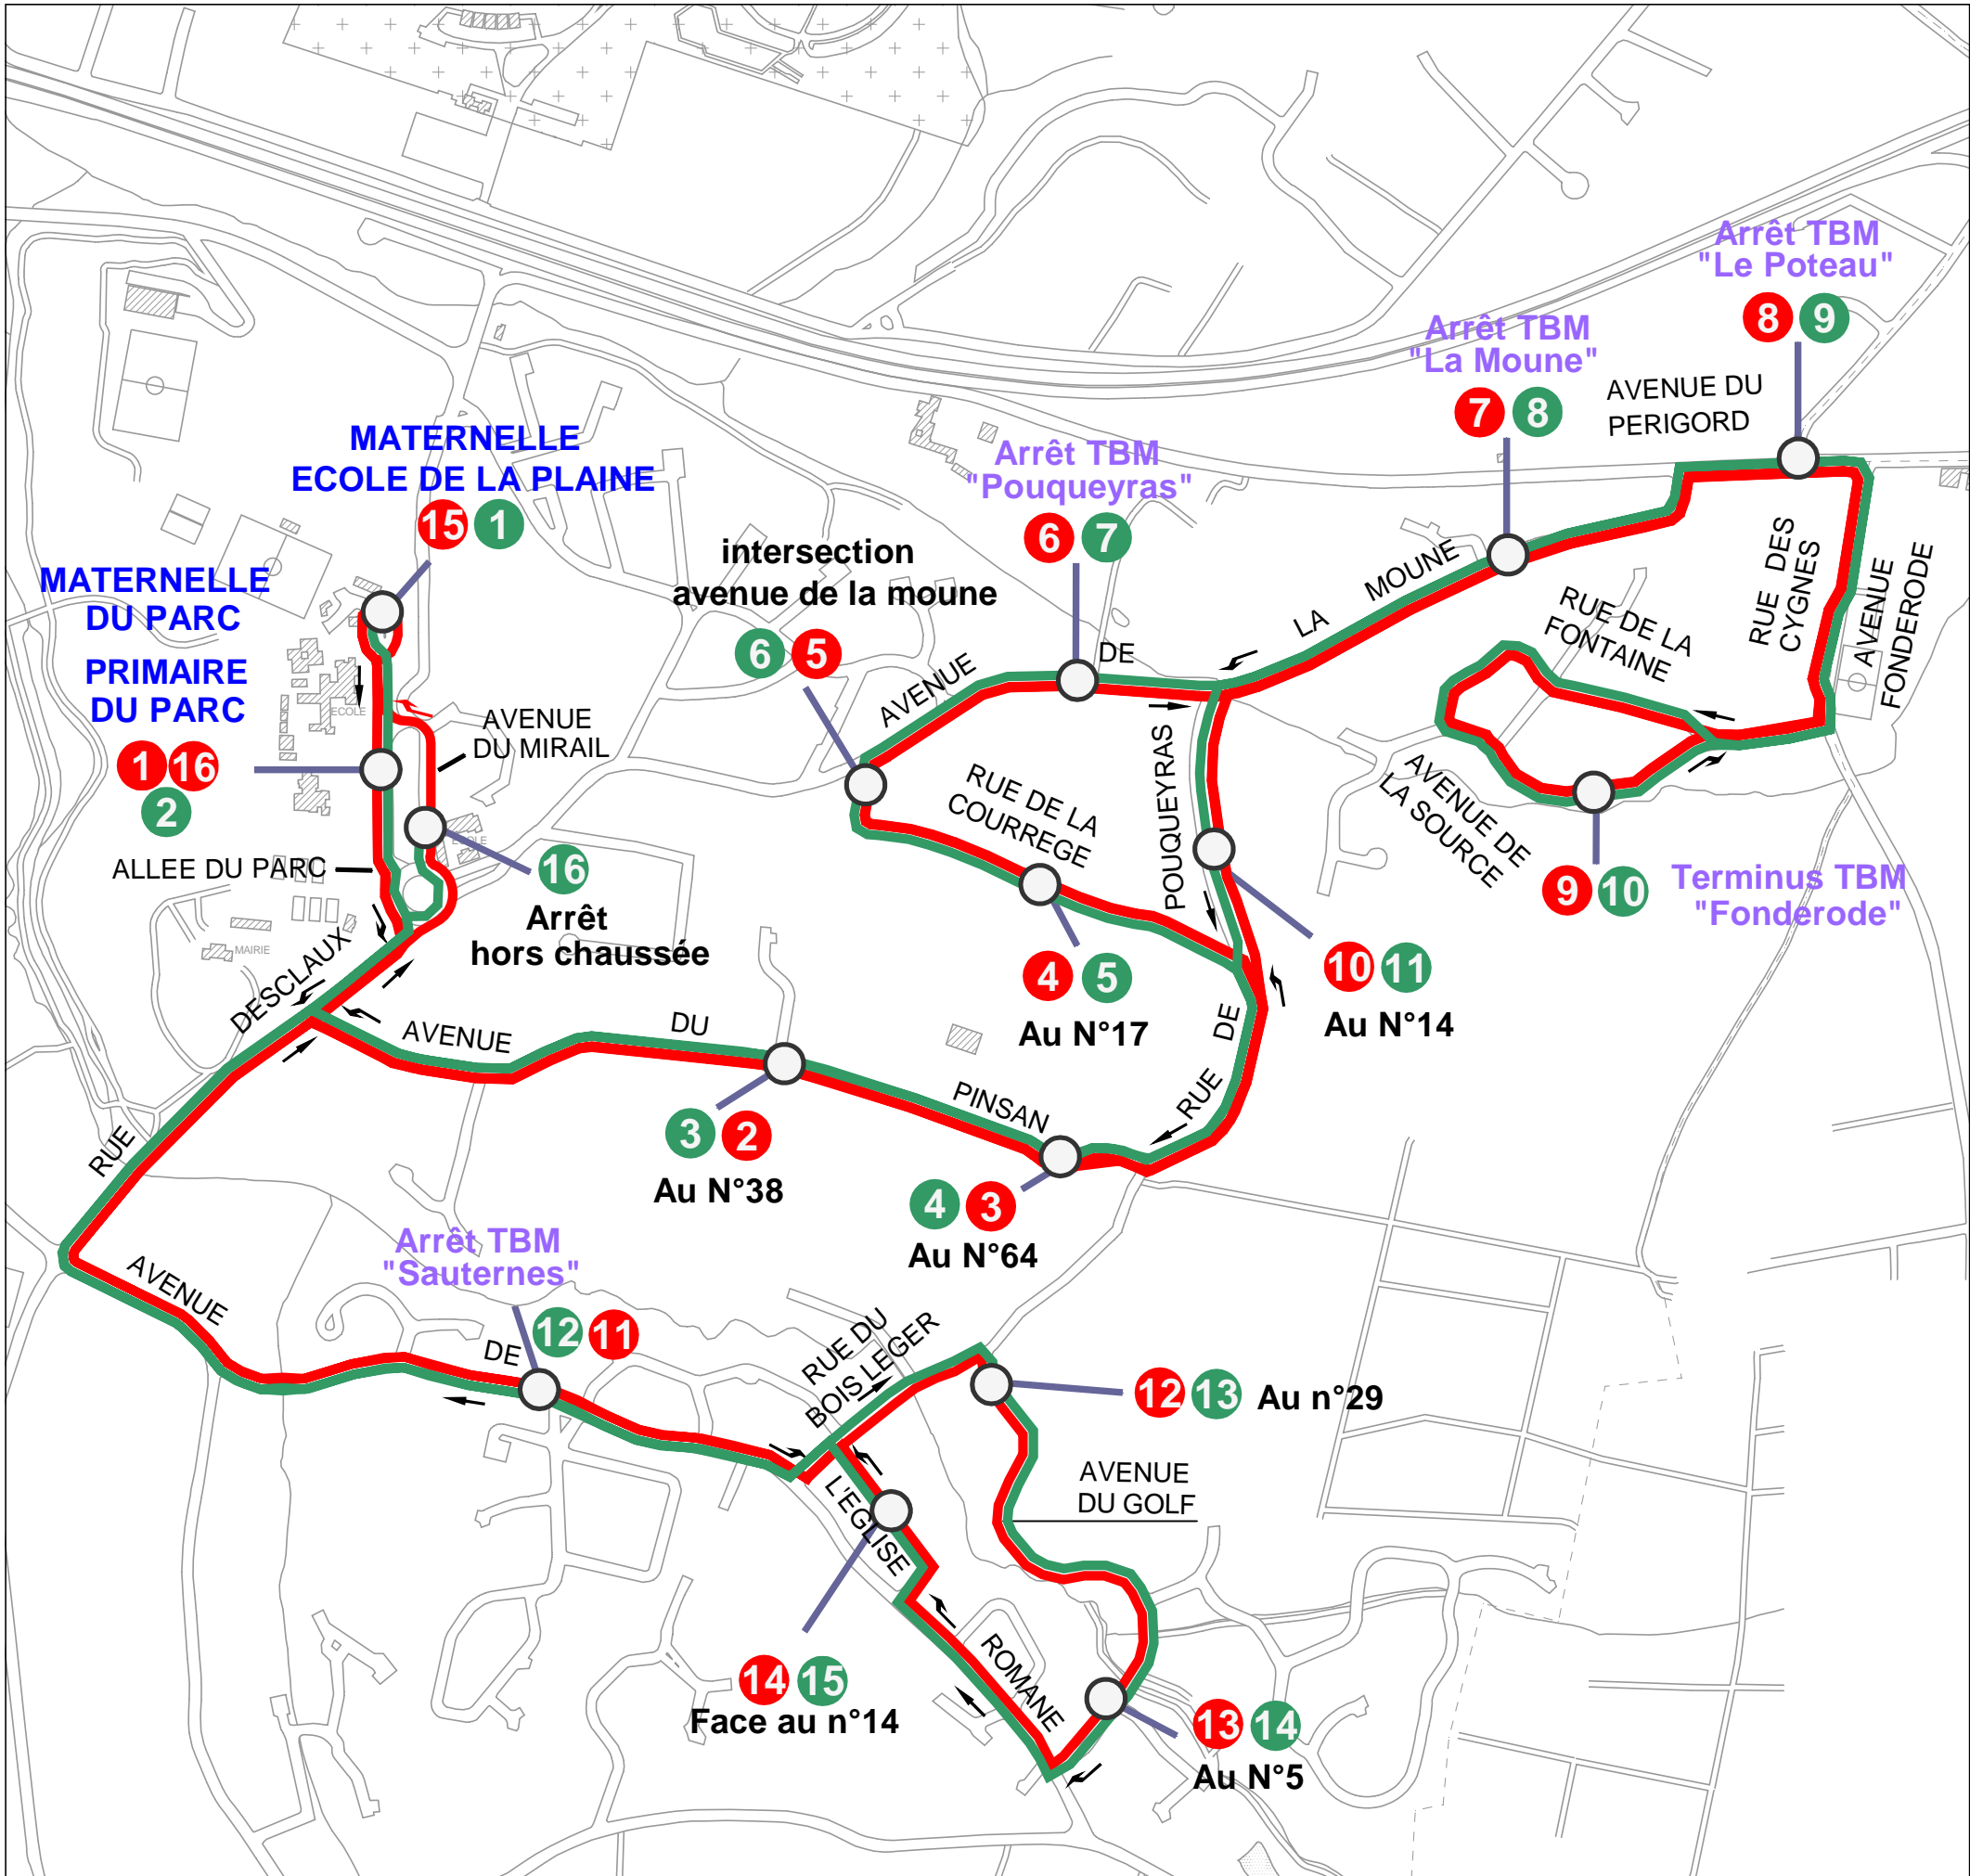 Arrêt TBM
"Le Poteau"
8 9
Arrêt TBM
"La Moune"
7 8
AVENUE DU
PERIGORD
MATERNELLE
ECOLE DE LA PLAINE
15 1
Arrêt TBM
"Pouqueyras"
6 7
intersection
avenue de la moune
6 5
MATERNELLE
DU PARC
PRIMAIRE
DU PARC
1 16
2
ECOLE
AVENUE
DU MIRAIL
ECOLE
ALLEE DU PARC
16
Arrêt
hors chaussée
MAIRIE
RUE DESCLAUX
AVENUE DE LA MOUNE
RUE DES
CYGNES
AVENUE
FONDERODE
RUE DE LA
FONTAINE
AVENUE DE
LA SOURCE
9 10
Terminus TBM
"Fonderode"
RUE DE LA
COURREGE
RUE DE POUQUEYRAS
4 5
Au N°17
10 11
Au N°14
AVENUE DU PINSAN
3 2
Au N°38
4 3
Au N°64
Arrêt TBM
"Sauternes"
12 11
AVENUE DE L'EGLISE ROMANE
RUE DU
BOIS LEGER
12 13 Au n°29
AVENUE
DU GOLF
14 15
Face au n°14
13 14
Au N°5